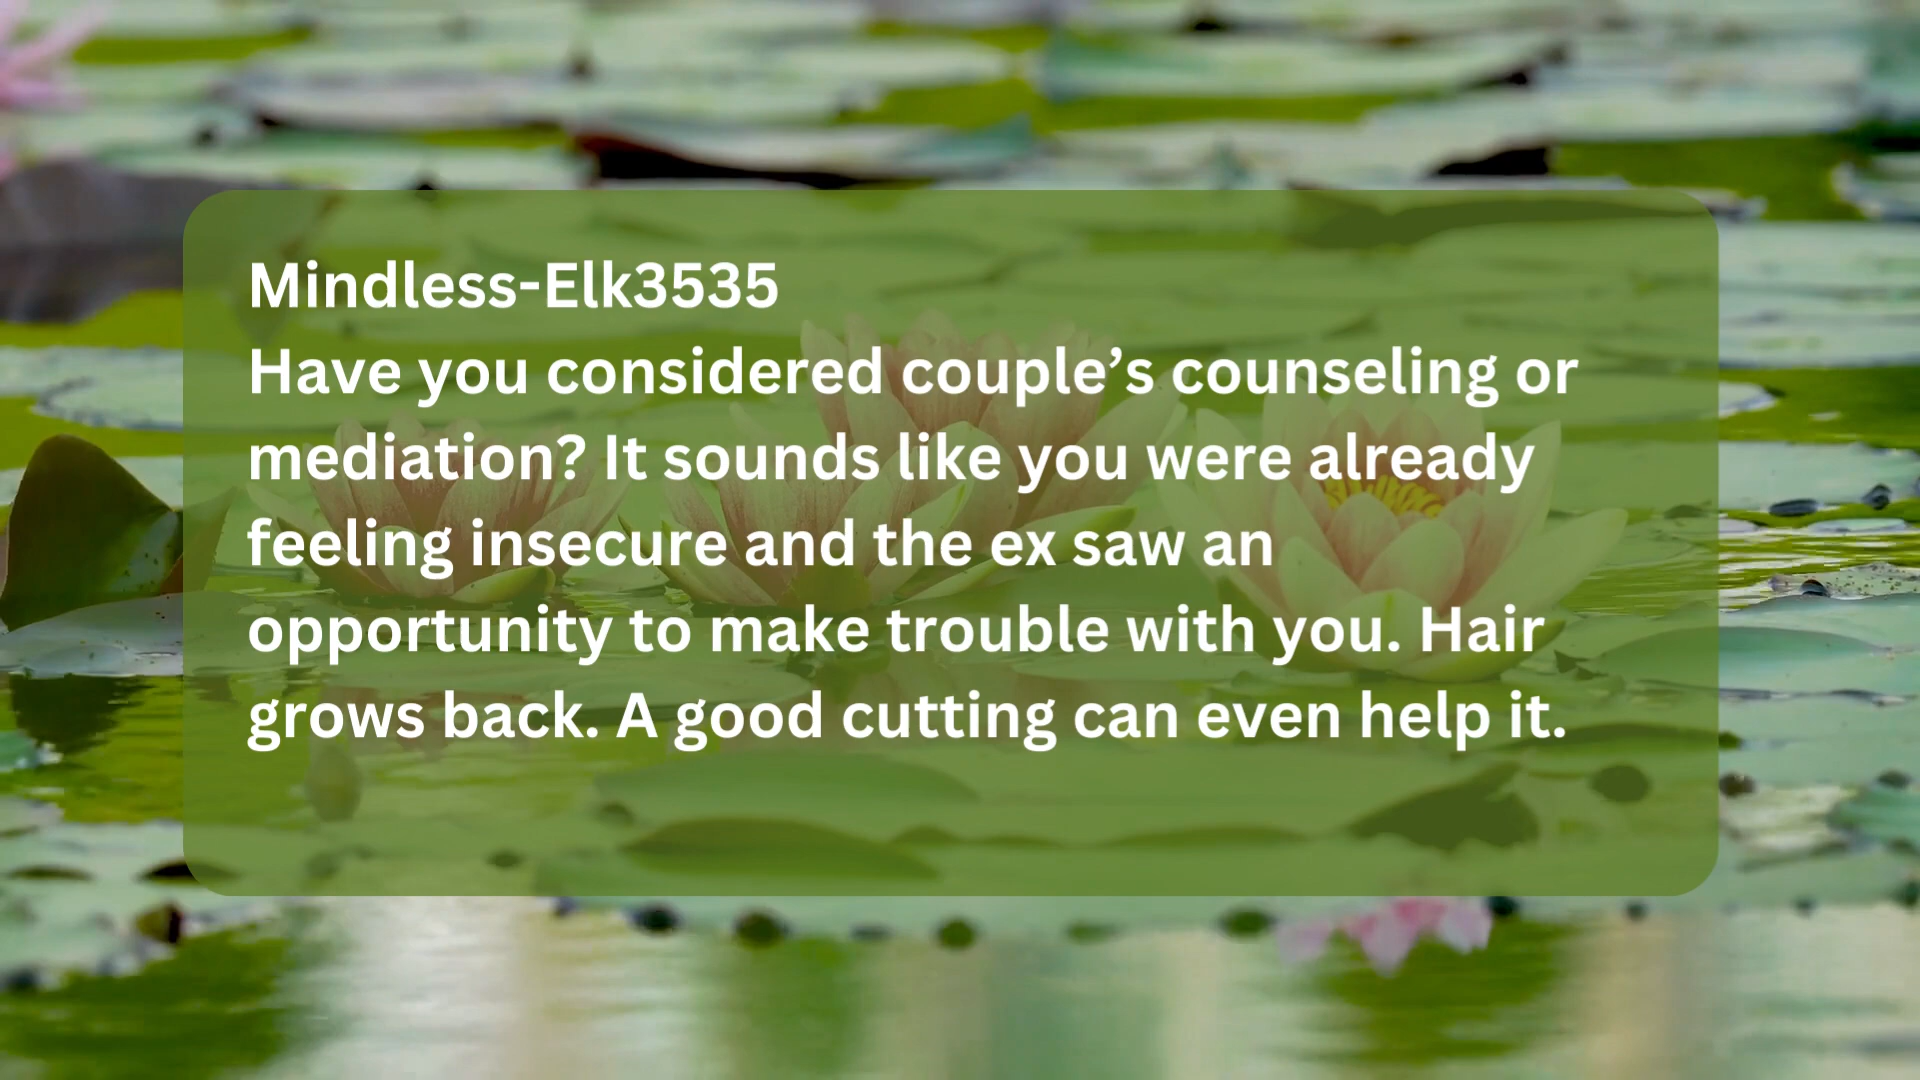 Mindless-Elk3535
Have you considered couple’s counseling or
mediation? It sounds like you were already
feeling insecure and the ex saw an
opportunity to make trouble with you. Hair
grows back. A good cutting can even help it.